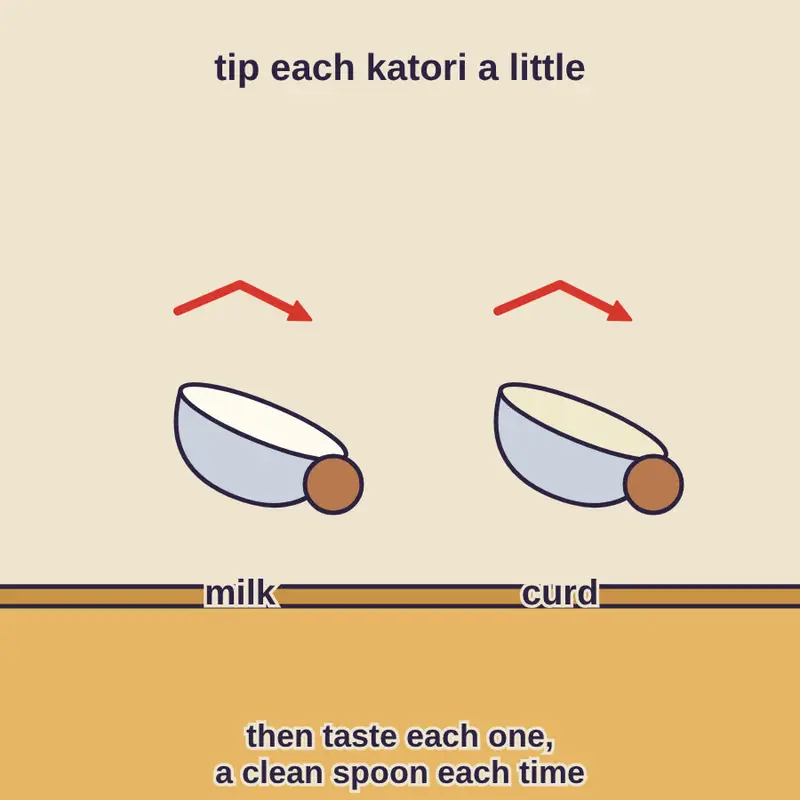 tip each katori a little
milk
curd
then taste each one,
a clean spoon each time